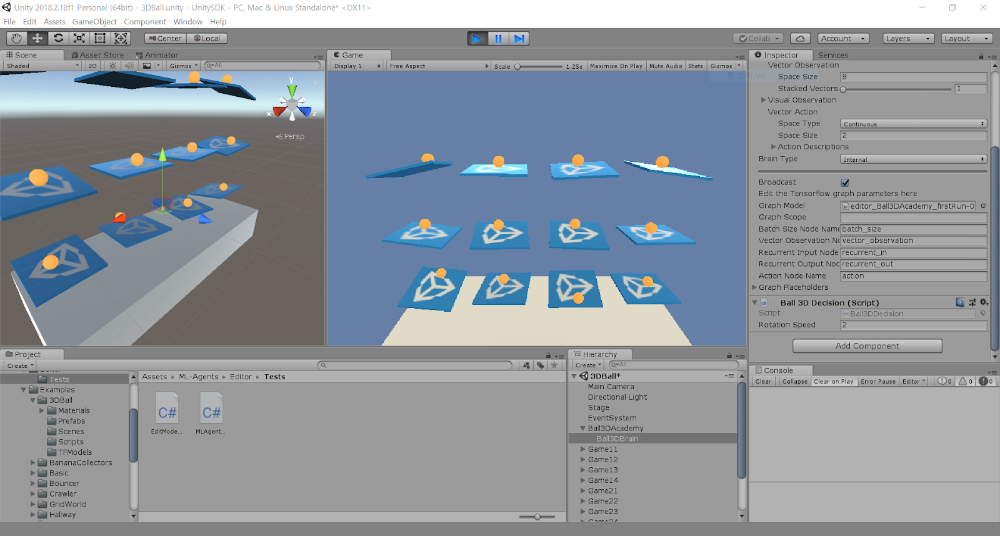 Unity 2018.2.18f1 Personal (64bit) - 3DBall.unity - UnitySDK - PC, Mac & Linux Standalone* <DX11>
File Edit Assets GameObject Component Window Help
Center Local Collab Account Layers Layout
Scene Asset Store Animator
Shaded 2D Gizmos All
y
x z
Persp
Game
Display 1 Free Aspect Scale 1.25x Maximize On Play Mute Audio Stats Gizmos
Inspector Services
Vector Observation
Space Size 8
Stacked Vectors 1
Visual Observation
Vector Action
Space Type Continuous
Space Size 2
Action Descriptions
Brain Type Internal
Broadcast
Edit the Tensorflow graph parameters here
Graph Model editor_Ball3DAcademy_firstRun-0
Graph Scope
Batch Size Node Name batch_size
Vector Observation No vector_observation
Recurrent Input Node recurrent_in
Recurrent Output Noc recurrent_out
Action Node Name action
Graph Placeholders
Ball 3D Decision (Script)
Script Ball3DDecision
Rotation Speed 2
Add Component
Project
Create
Tests
Examples
3DBall
Materials
Prefabs
Scenes
Scripts
TFModels
BananaCollectors
Basic
Bouncer
Crawler
GridWorld
Hallway
Assets ML-Agents Editor Tests
C# C#
EditMode... MLAgent...
Hierarchy
Create All
3DBall*
Main Camera
Directional Light
Stage
EventSystem
Ball3DAcademy
Ball3DBrain
Game11
Game12
Game13
Game14
Game21
Game22
Game23
Game24
Console
Clear Collapse Clear on Play Error Pause Editor 0 0 0